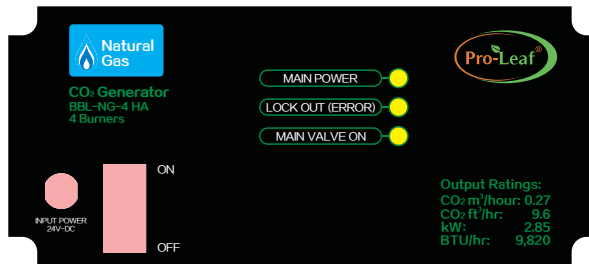 Natural
Gas
CO₂ Generator
BBL-NG-4 HA
4 Burners
MAIN POWER
LOCK OUT (ERROR)
MAIN VALVE ON
Pro-Leaf®
ON
OFF
INPUT POWER
24V-DC
Output Ratings:
CO₂ m³/hour: 0.27
CO₂ ft³/hr: 9.6
kW: 2.85
BTU/hr: 9,820